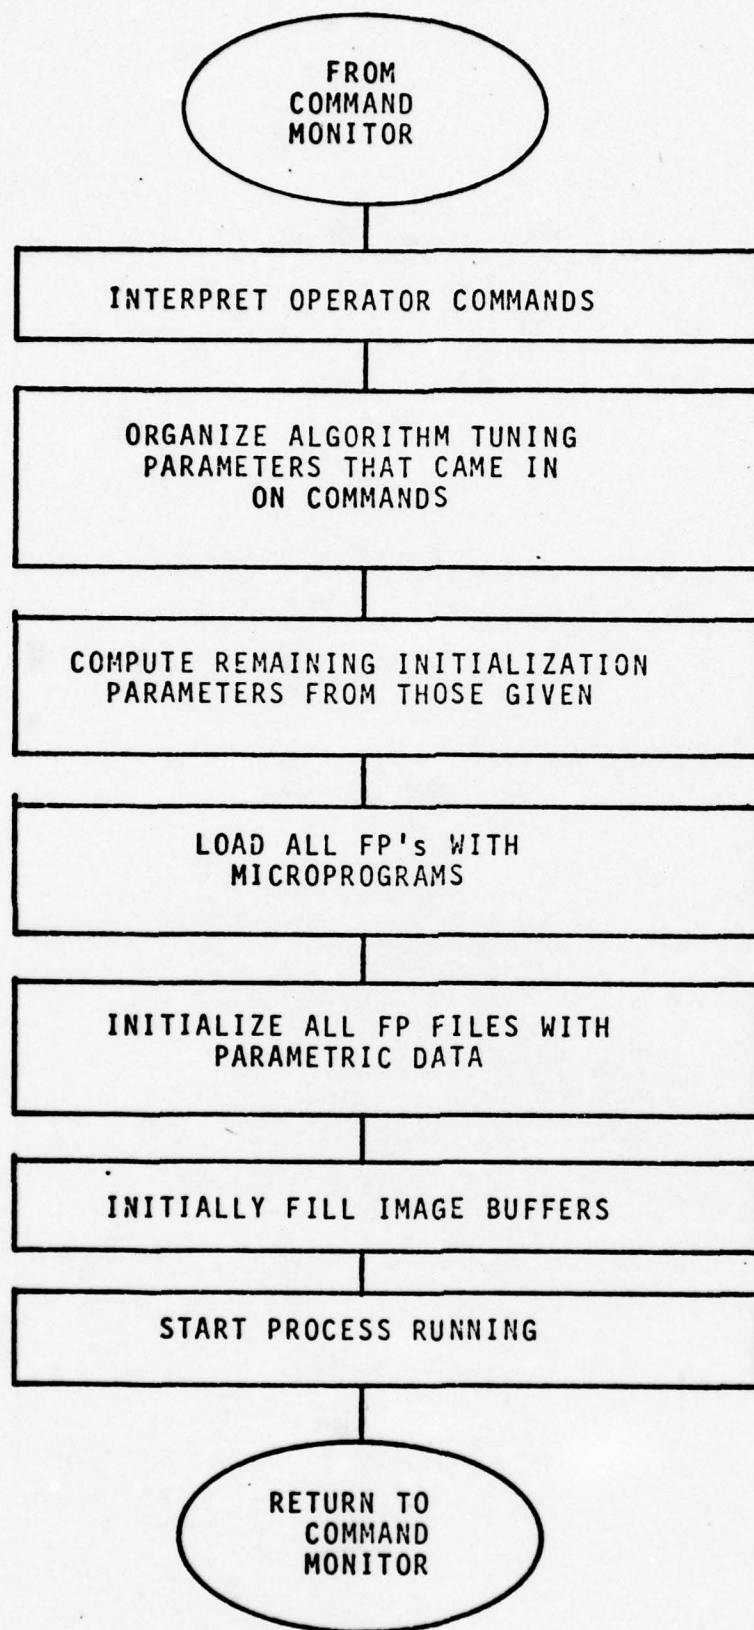 FROM
COMMAND
MONITOR
INTERPRET OPERATOR COMMANDS
ORGANIZE ALGORITHM TUNING
PARAMETERS THAT CAME IN
ON COMMANDS
COMPUTE REMAINING INITIALIZATION
PARAMETERS FROM THOSE GIVEN
LOAD ALL FP's WITH
MICROPROGRAMS
INITIALIZE ALL FP FILES WITH
PARAMETRIC DATA
INITIALLY FILL IMAGE BUFFERS
START PROCESS RUNNING
RETURN TO
COMMAND
MONITOR